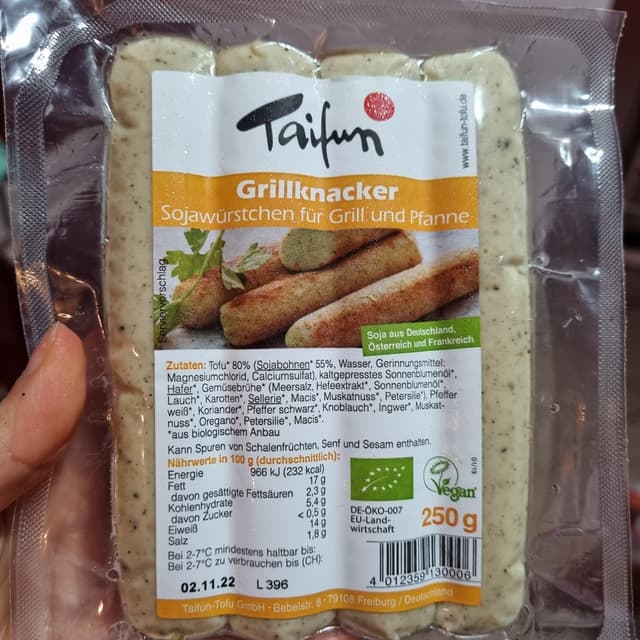 Taifun
www.taifun-tofu.de
Grillknacker
Sojawürstchen für Grill und Pfanne
Serviervorschlag
Soja aus Deutschland,
Österreich und Frankreich
Zutaten: Tofu* 80% (Sojabohnen* 55%, Wasser, Gerinnungsmittel:
Magnesiumchlorid, Calciumsulfat), kaltgepresstes Sonnenblumenöl*,
Hafer*, Gemüsebrühe* (Meersalz, Hefeextrakt*, Sonnenblumenöl*,
Lauch*, Karotten*, Sellerie*, Macis*, Muskatnuss*, Petersilie*), Pfeffer
weiß*, Koriander*, Pfeffer schwarz*, Knoblauch*, Ingwer*, Muskat-
nuss*, Oregano*, Petersilie*, Macis*
*aus biologischem Anbau
Kann Spuren von Schalenfrüchten, Senf und Sesam enthalten.
Nährwerte in 100 g (durchschnittlich):
Energie 966 kJ (232 kcal)
Fett 17 g
davon gesättigte Fettsäuren 2,3 g
Kohlenhydrate 5,4 g
davon Zucker < 0,5 g
Eiweiß 14 g
Salz 1,8 g
Bei 2-7°C mindestens haltbar bis:
Bei 2-7°C zu verbrauchen bis (CH):
02.11.22 L 396
DE-ÖKO-007
EU-Land-
wirtschaft
Vegan
250 g
4 012359 130006
Taifun-Tofu GmbH · Bebelstr. 8 · 79108 Freiburg / Deutschland